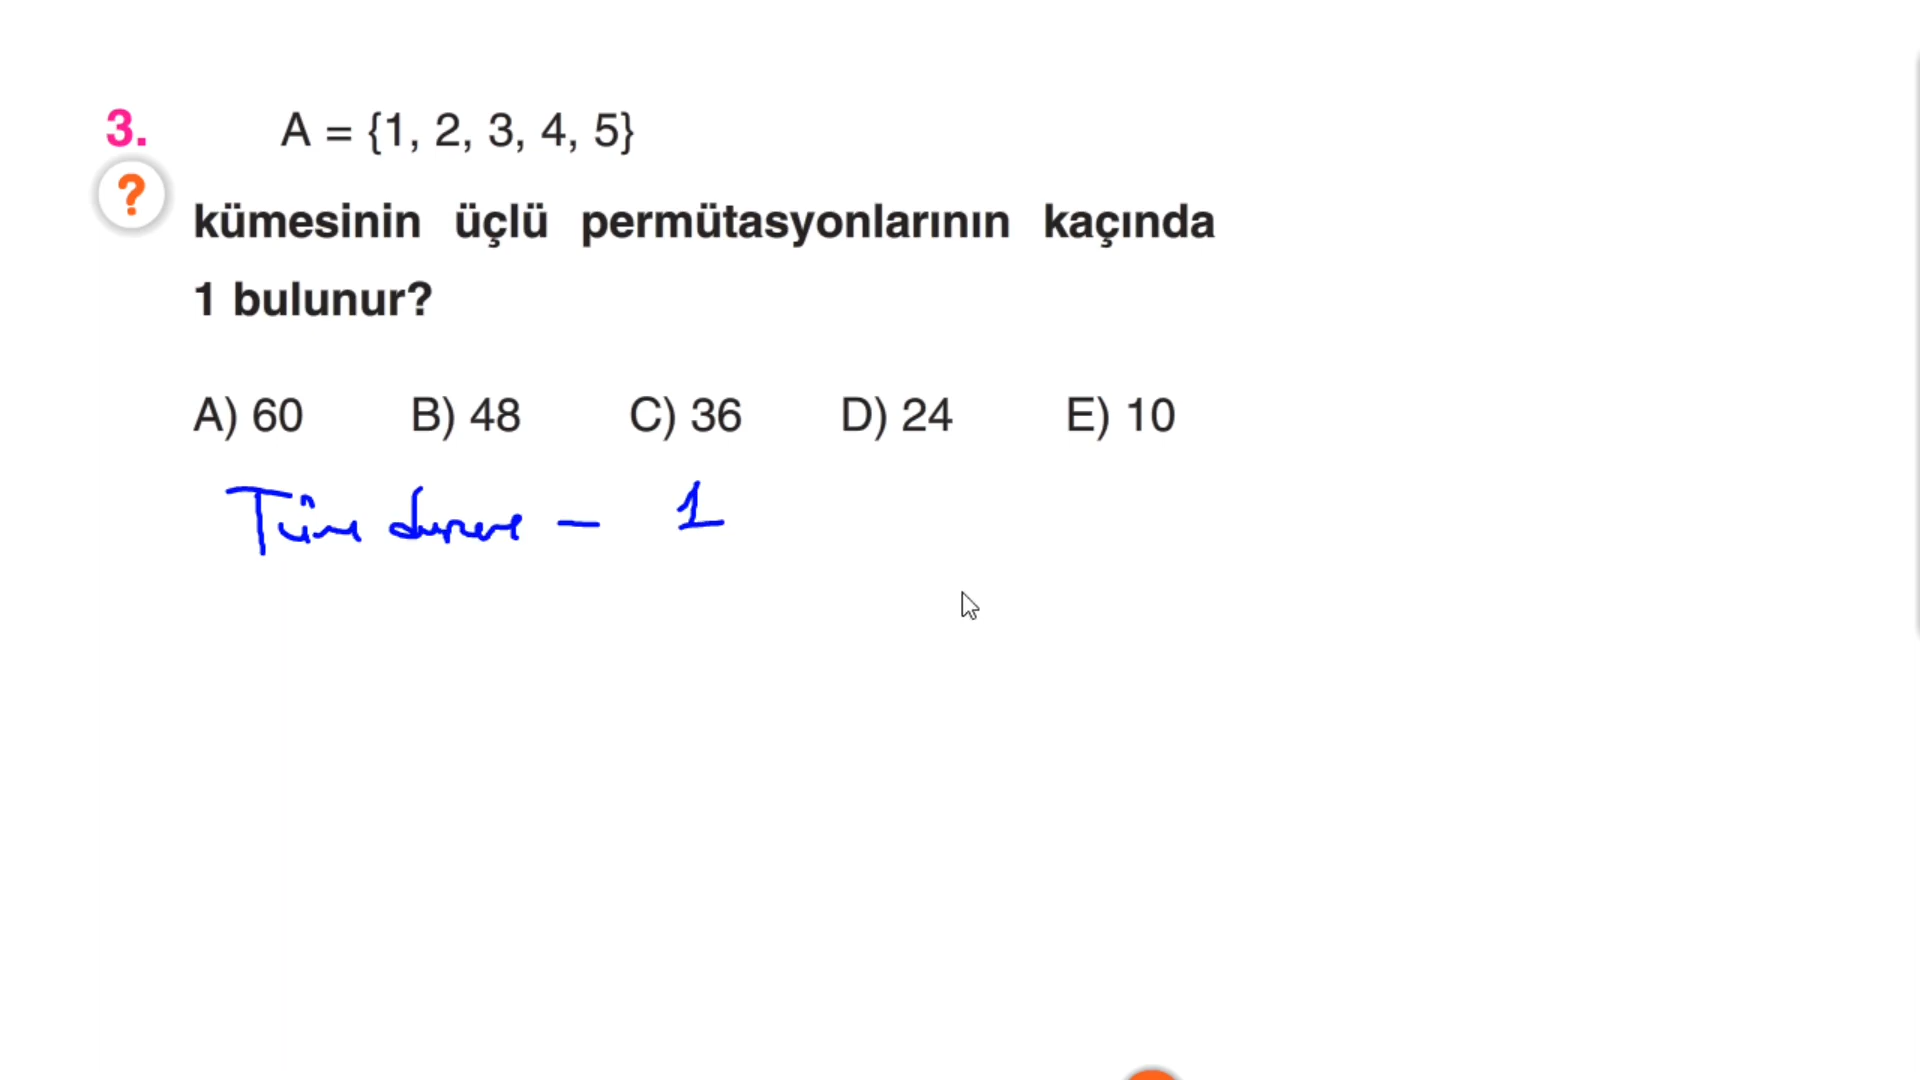 3. A = {1, 2, 3, 4, 5}
?
kümesinin üçlü permütasyonlarının kaçında
1 bulunur?
A) 60 B) 48 C) 36 D) 24 E) 10
Tüm durum – 1